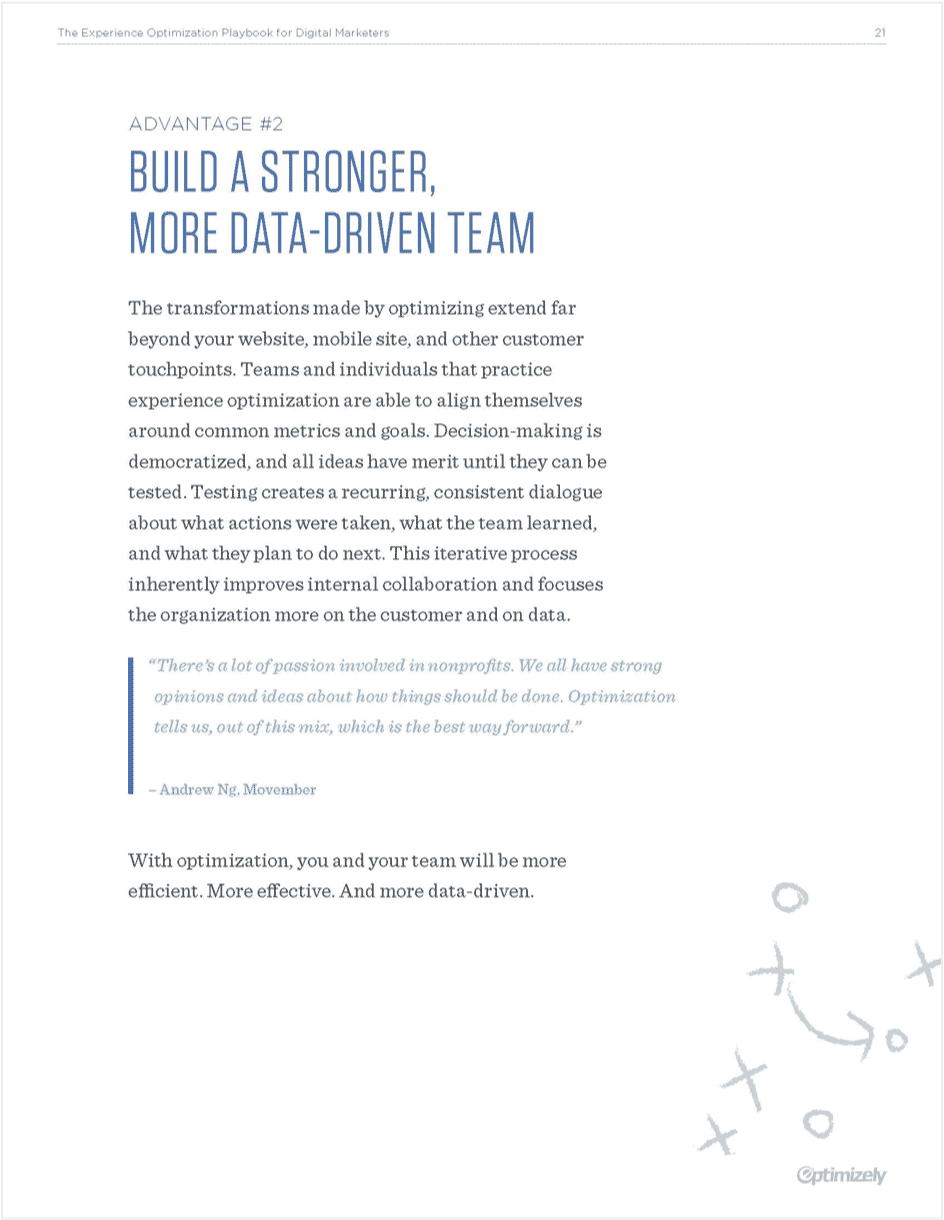 The Experience Optimization Playbook for Digital Marketers 21
ADVANTAGE #2
BUILD A STRONGER,
MORE DATA-DRIVEN TEAM
The transformations made by optimizing extend far
beyond your website, mobile site, and other customer
touchpoints. Teams and individuals that practice
experience optimization are able to align themselves
around common metrics and goals. Decision-making is
democratized, and all ideas have merit until they can be
tested. Testing creates a recurring, consistent dialogue
about what actions were taken, what the team learned,
and what they plan to do next. This iterative process
inherently improves internal collaboration and focuses
the organization more on the customer and on data.
“There’s a lot of passion involved in nonprofits. We all have strong
opinions and ideas about how things should be done. Optimization
tells us, out of this mix, which is the best way forward.”
– Andrew Ng, Movember
With optimization, you and your team will be more
efficient. More effective. And more data-driven.
Optimizely